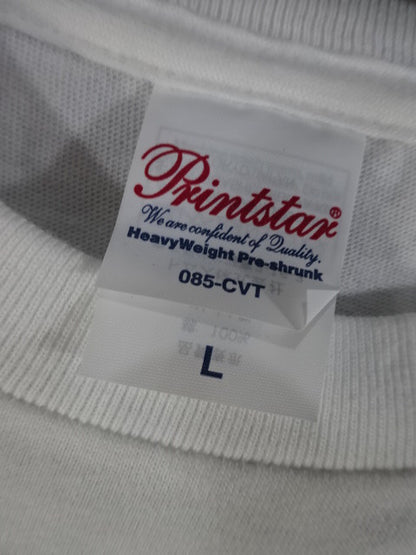 Printstar®
We are confident of Quality.
HeavyWeight Pre-shrunk
085-CVT
L